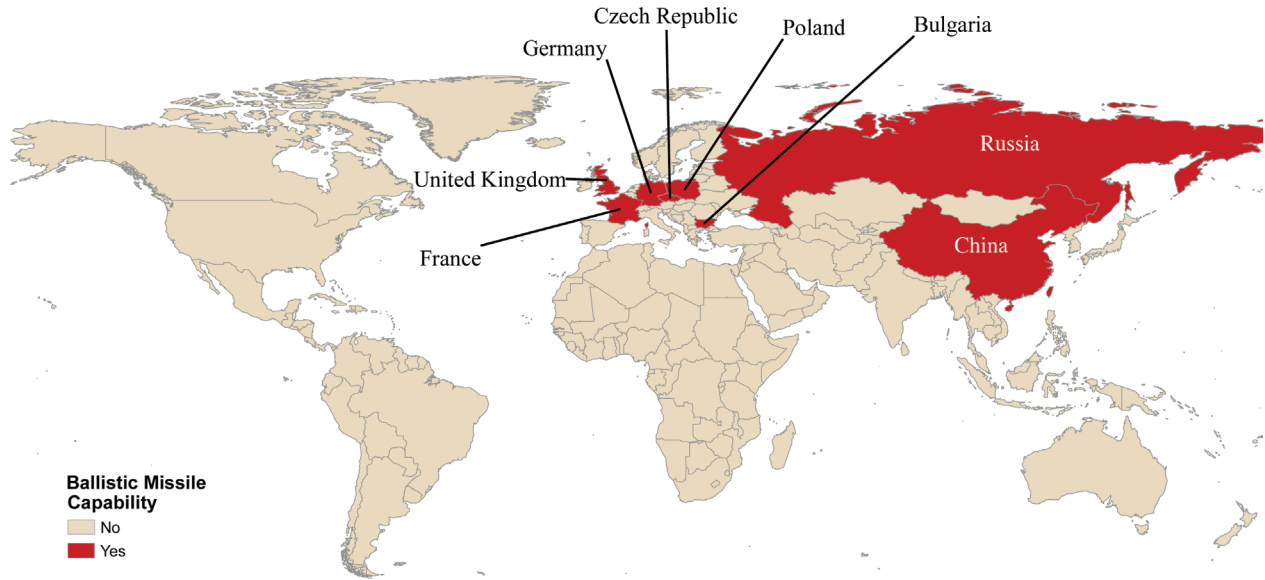 Czech Republic
Poland
Bulgaria
Germany
Russia
United Kingdom
China
France
Ballistic Missile
Capability
No
Yes